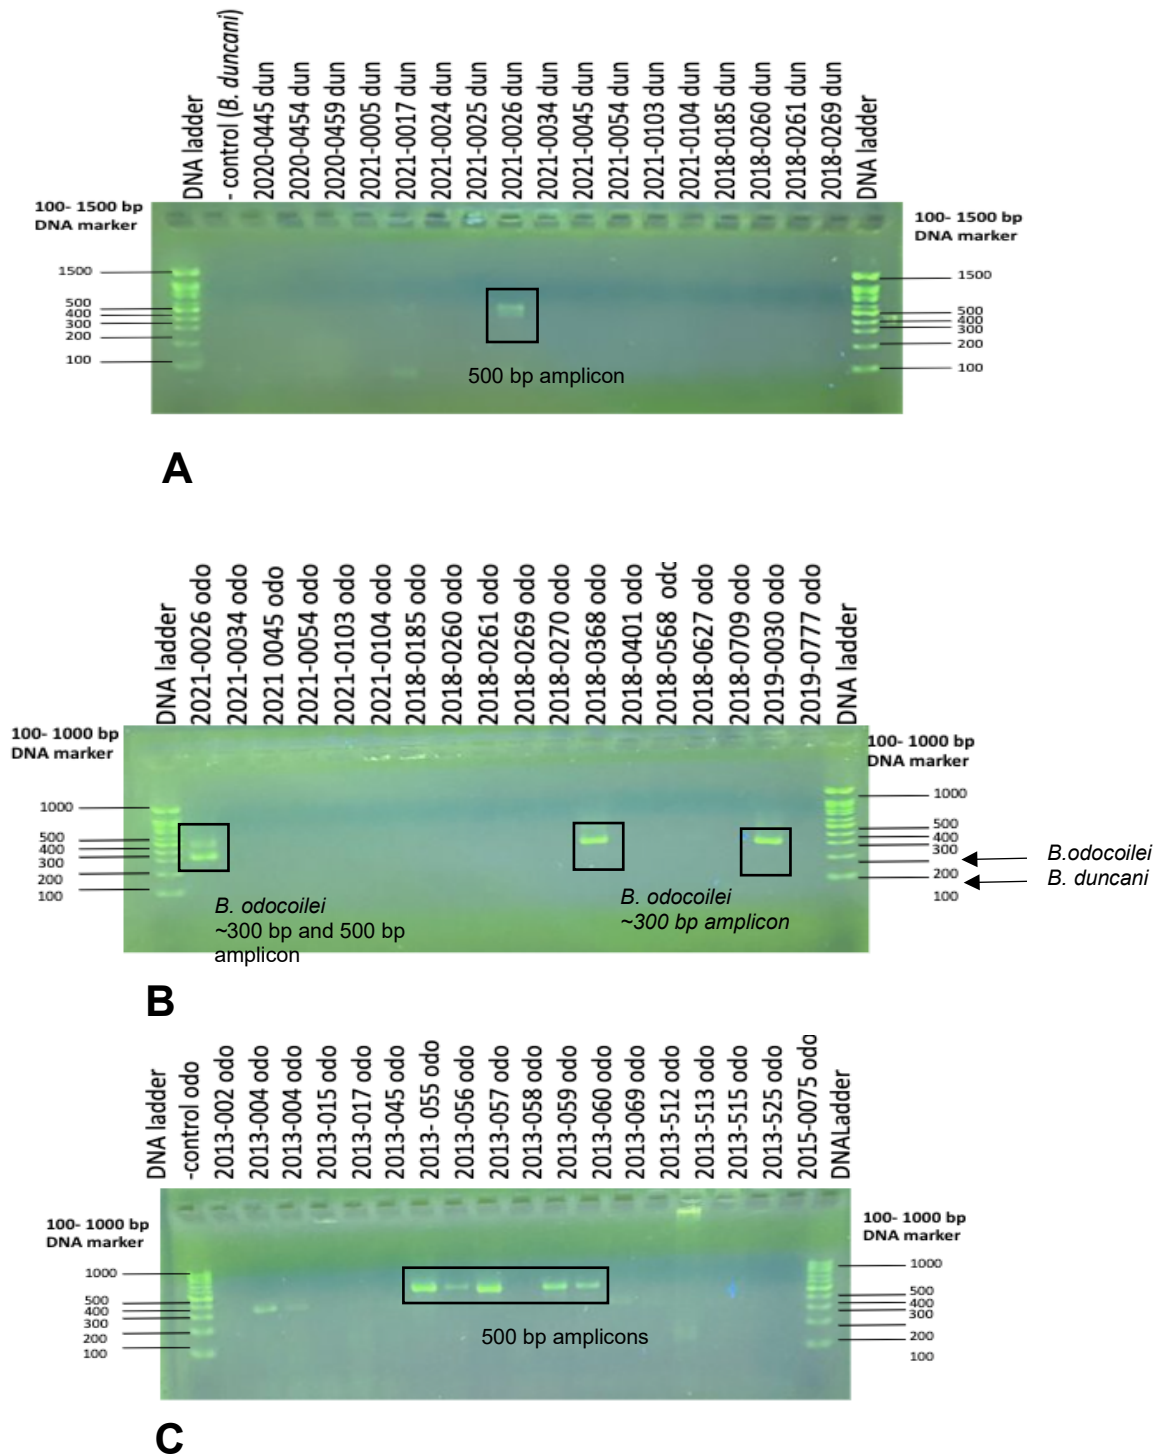 DNA ladder
- control (B. duncani)
2020-0445 dun
2020-0454 dun
2020-0459 dun
2021-0005 dun
2021-0017 dun
2021-0024 dun
2021-0025 dun
2021-0026 dun
2021-0034 dun
2021-0045 dun
2021-0054 dun
2021-0103 dun
2021-0104 dun
2018-0185 dun
2018-0260 dun
2018-0261 dun
2018-0269 dun
DNA ladder
100- 1500 bp
DNA marker
1500
500
400
300
200
100
500 bp amplicon
100- 1500 bp
DNA marker
1500
500
400
300
200
100
A
DNA ladder
2021-0026 odo
2021-0034 odo
2021 0045 odo
2021-0054 odo
2021-0103 odo
2021-0104 odo
2018-0185 odo
2018-0260 odo
2018-0261 odo
2018-0269 odo
2018-0270 odo
2018-0368 odo
2018-0401 odo
2018-0568 odc
2018-0627 odo
2018-0709 odo
2019-0030 odo
2019-0777 odo
DNA ladder
100- 1000 bp
DNA marker
1000
500
400
300
200
100
B. odocoilei
~300 bp and 500 bp
amplicon
B. odocoilei
~300 bp amplicon
100- 1000 bp
DNA marker
1000
500
400
300
200
100
B.odocoilei
B. duncani
B
DNA ladder
-control odo
2013-002 odo
2013-004 odo
2013-004 odo
2013-015 odo
2013-017 odo
2013-045 odo
2013- 055 odo
2013-056 odo
2013-057 odo
2013-058 odo
2013-059 odo
2013-060 odo
2013-069 odo
2013-512 odo
2013-513 odo
2013-515 odo
2013-525 odo
2015-0075 odo
DNALadder
100- 1000 bp
DNA marker
1000
500
400
300
200
100
500 bp amplicons
100- 1000 bp
DNA marker
1000
500
400
300
200
100
C